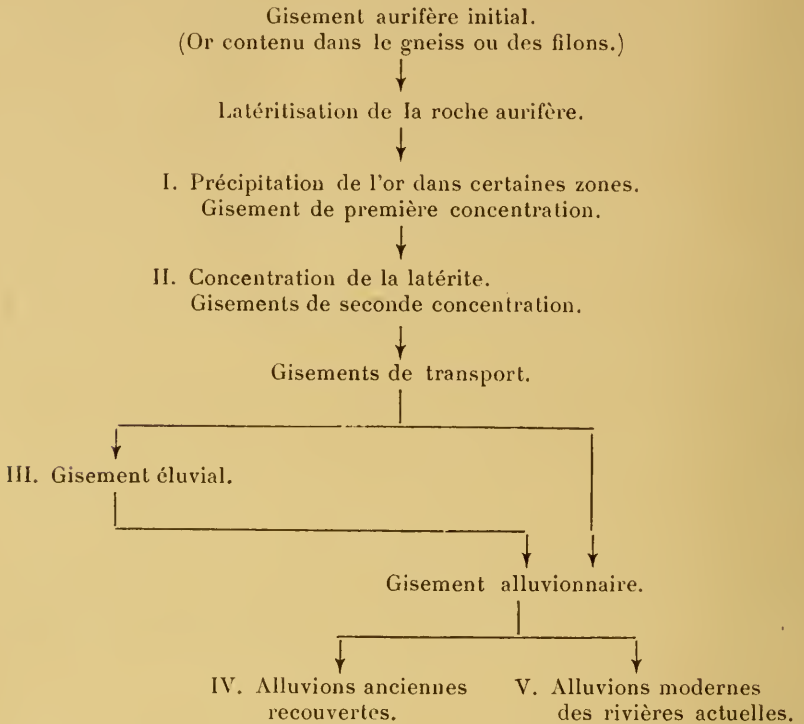 Gisement aurifère initial.
(Or contenu dans le gneiss ou des filons.)
Latéritisation de la roche aurifère.
I. Précipitation de l'or dans certaines zones.
Gisement de première concentration.
II. Concentration de la latérite.
Gisements de seconde concentration.
Gisements de transport.
III. Gisement éluvial.
Gisement alluvionnaire.
IV. Alluvions anciennes
recouvertes.
V. Alluvions modernes
des rivières actuelles.